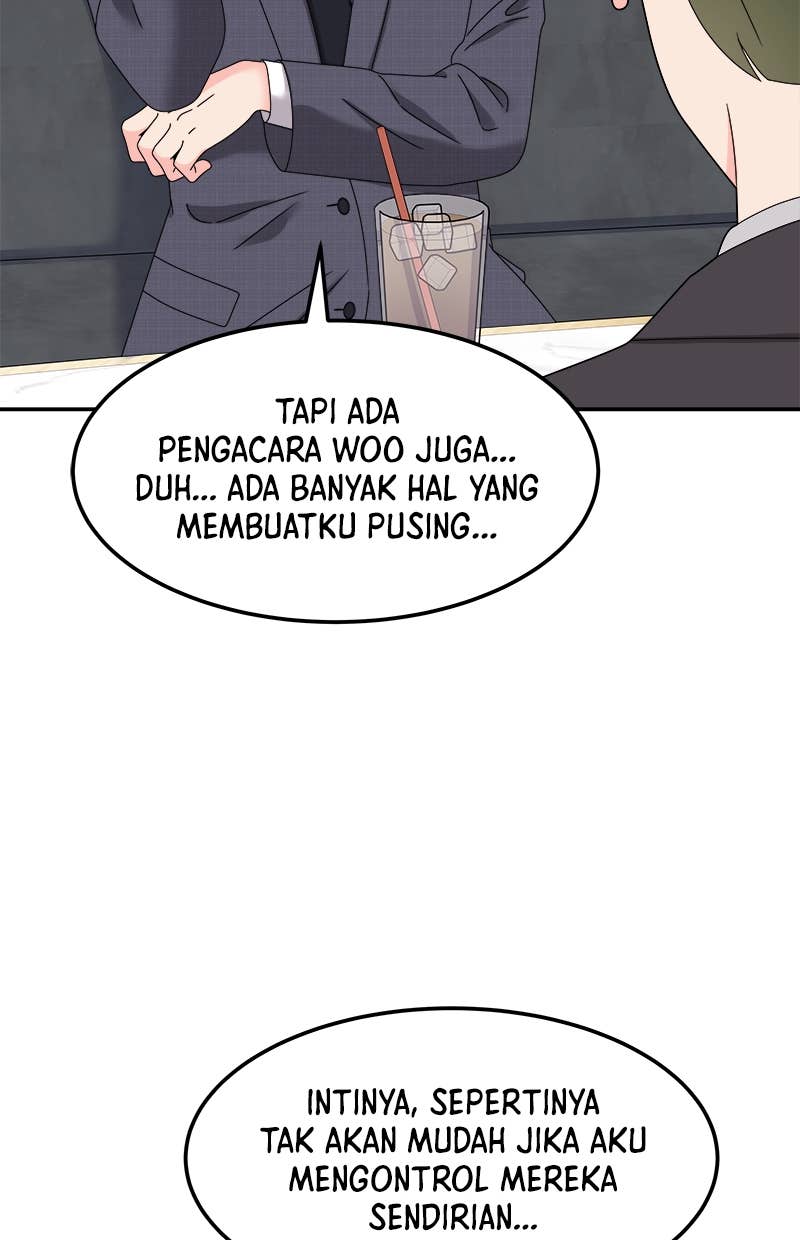 TAPI ADA
PENGACARA WOO JUGA...
DUH... ADA BANYAK HAL YANG
MEMBUATKU PUSING...
INTINYA, SEPERTINYA
TAK AKAN MUDAH JIKA AKU
MENGONTROL MEREKA
SENDIRIAN...